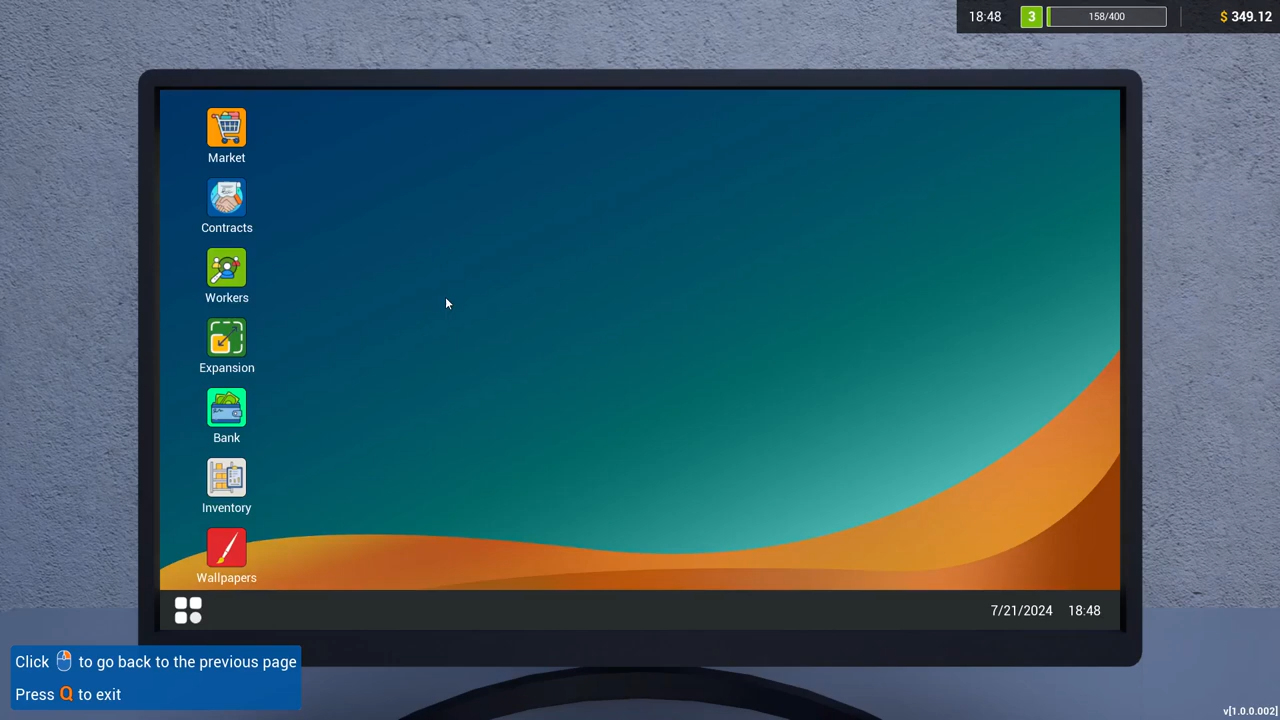 18:48 3 158/400 $ 349.12
Market
Contracts
Workers
Expansion
Bank
Inventory
Wallpapers
7/21/2024 18:48
Click to go back to the previous page
Press Q to exit
v[1.0.0.002]